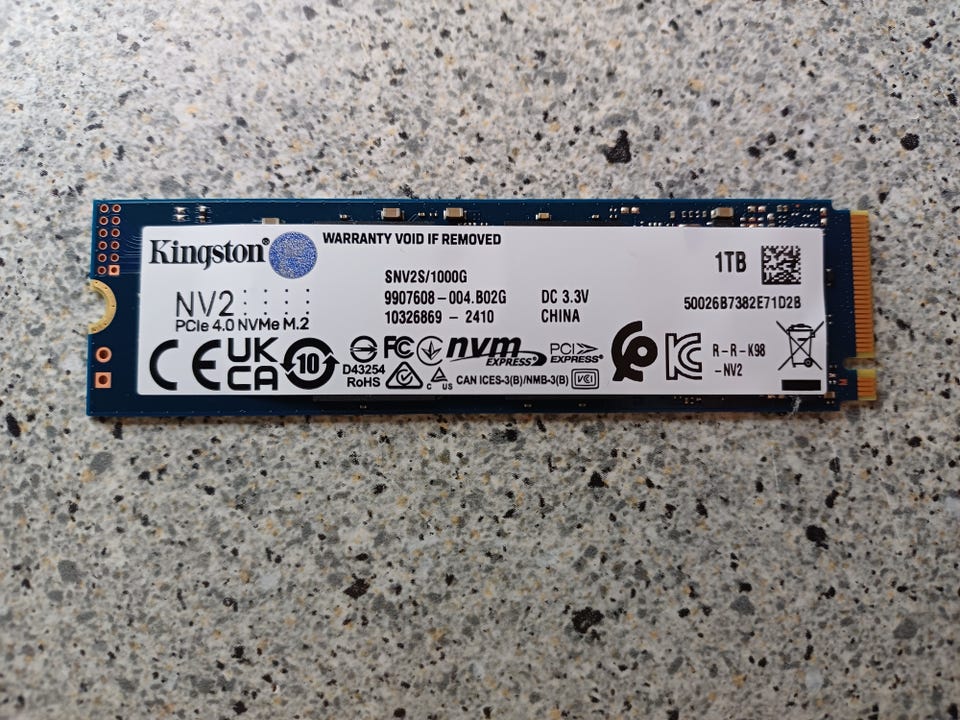 Kingston®
WARRANTY VOID IF REMOVED
NV2
PCIe 4.0 NVMe M.2
SNV2S/1000G
9907608-004.B02G
10326869 - 2410
DC 3.3V
CHINA
1TB
50026B7382E71D2B
CE
UK
CA
10
D43254
RoHS
FC
nvm
EXPRESS
PCI
EXPRESS®
C US
CAN ICES-3(B)/NMB-3(B)
VCI
R-R-K98
-NV2